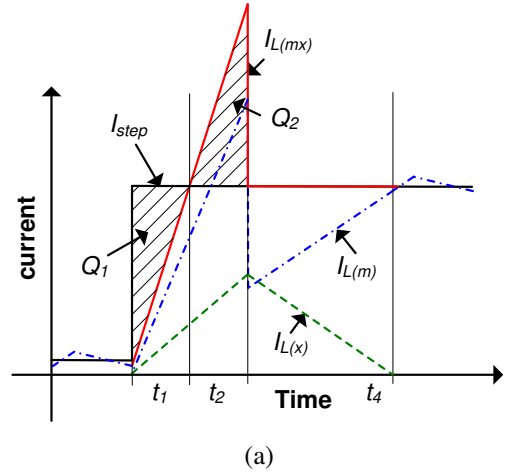 I_L(mx)
Q_2
I_step
Q_1
current
I_L(m)
I_L(x)
t_1
t_2
Time
t_4
(a)